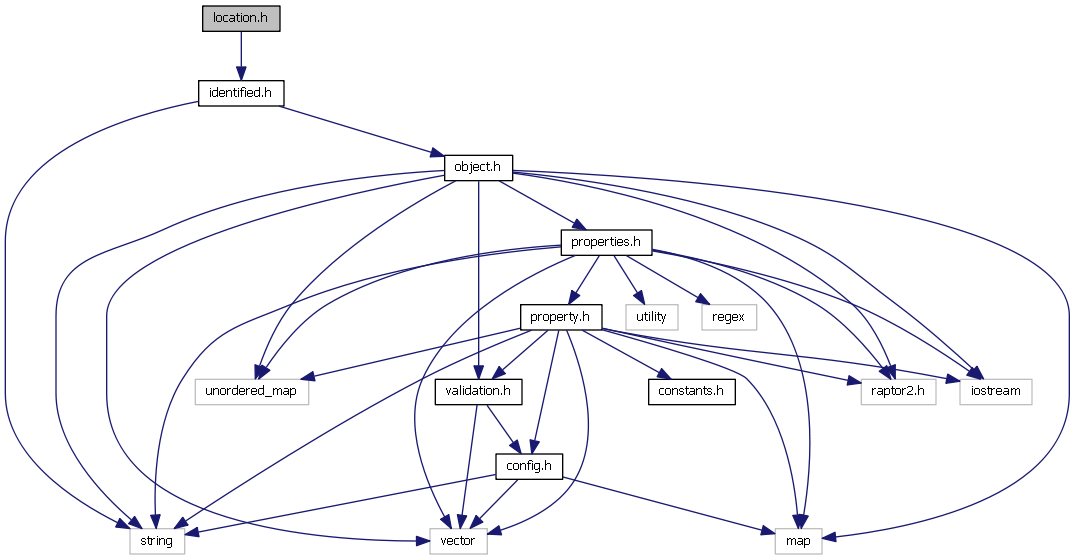 location.h
identified.h
object.h
properties.h
property.h
utility
regex
unordered_map
validation.h
constants.h
raptor2.h
iostream
config.h
string
vector
map